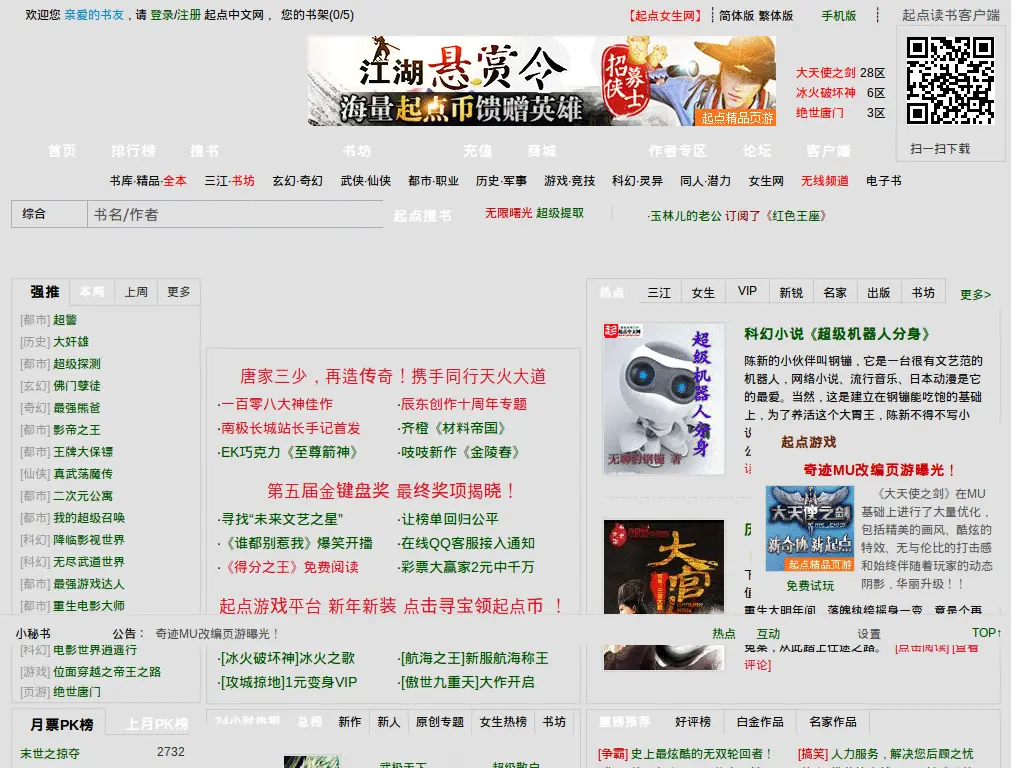 欢迎您 亲爱的书友，请 登录/注册 起点中文网， 您的书架(0/5)
【起点女生网】 简体版 繁体版 手机版 起点读书客户端
江湖悬赏令
招募侠士
海量起点币馈赠英雄
起点精品页游
大天使之剑 28区
冰火破坏神 6区
绝世唐门 3区
扫一扫下载
首页 排行榜 搜书 书坊 充值 商城 作者专区 论坛 客户端
书库·精品·全本 三江·书坊 玄幻·奇幻 武侠·仙侠 都市·职业 历史·军事 游戏·竞技 科幻·灵异 同人·潜力 女生网 无线频道 电子书
综合 书名/作者 起点搜书 无限曙光 超级提取 ·玉林儿的老公 订阅了《红色王座》
强推 本周 上周 更多
[都市] 超警
[历史] 大奸雄
[都市] 超级探测
[玄幻] 佛门孽徒
[奇幻] 最强熊爸
[都市] 影帝之王
[都市] 王牌大保镖
[仙侠] 真武荡魔传
[都市] 二次元公寓
[都市] 我的超级召唤
[科幻] 降临影视世界
[科幻] 无尽武道世界
[都市] 最强游戏达人
[都市] 重生电影大师
唐家三少，再造传奇！携手同行天火大道
·一百零八大神佳作 ·辰东创作十周年专题
·南极长城站长手记首发 ·齐橙《材料帝国》
·EK巧克力《至尊箭神》 ·吱吱新作《金陵春》
第五届金键盘奖 最终奖项揭晓！
·寻找“未来文艺之星” ·让榜单回归公平
·《谁都别惹我》爆笑开播 ·在线QQ客服接入通知
·《得分之王》免费阅读 ·彩票大赢家2元中千万
起点游戏平台 新年新装 点击寻宝领起点币 ！
热点 三江 女生 VIP 新锐 名家 出版 书坊 更多>
超级机器人分身
无聊的钢镚 著
科幻小说《超级机器人分身》
陈新的小伙伴叫钢镚，它是一台很有文艺范的
机器人，网络小说、流行音乐、日本动漫是它
的最爱。当然，这是建立在钢镚能吃饱的基础
上，为了养活这个大胃王，陈新不得不写小
起点游戏
奇迹MU改编页游曝光！
大天使之剑
新奇迹 新起点
起点精品页游
免费试玩
《大天使之剑》在MU
基础上进行了大量优化，
包括精美的画风、酷炫的
特效、无与伦比的打击感
和始终伴随着玩家的动态
阴影，华丽升级！！
大官人
重生大明年间，落魄纨绔摇身一变，竟是个再
小秘书 公告： 奇迹MU改编页游曝光！ 热点 互动 设置 TOP↑
冤案，从此踏上仕途之路。 [点击阅读] [查看
评论]
[科幻] 电影世界逍遥行
[游戏] 位面穿越之帝王之路
[页游] 绝世唐门
·[冰火破坏神]冰火之歌 ·[航海之王]新服航海称王
·[攻城掠地]1元变身VIP ·[傲世九重天]大作开启
月票PK榜 上月PK榜
末世之掠夺 2732
24小时热销 总榜 新作 新人 原创专题 女生热榜 书坊
武极天下 超级散户
重磅推荐 好评榜 白金作品 名家作品
[争霸] 史上最炫酷的无双轮回者！ [搞笑] 人力服务，解决您后顾之忧